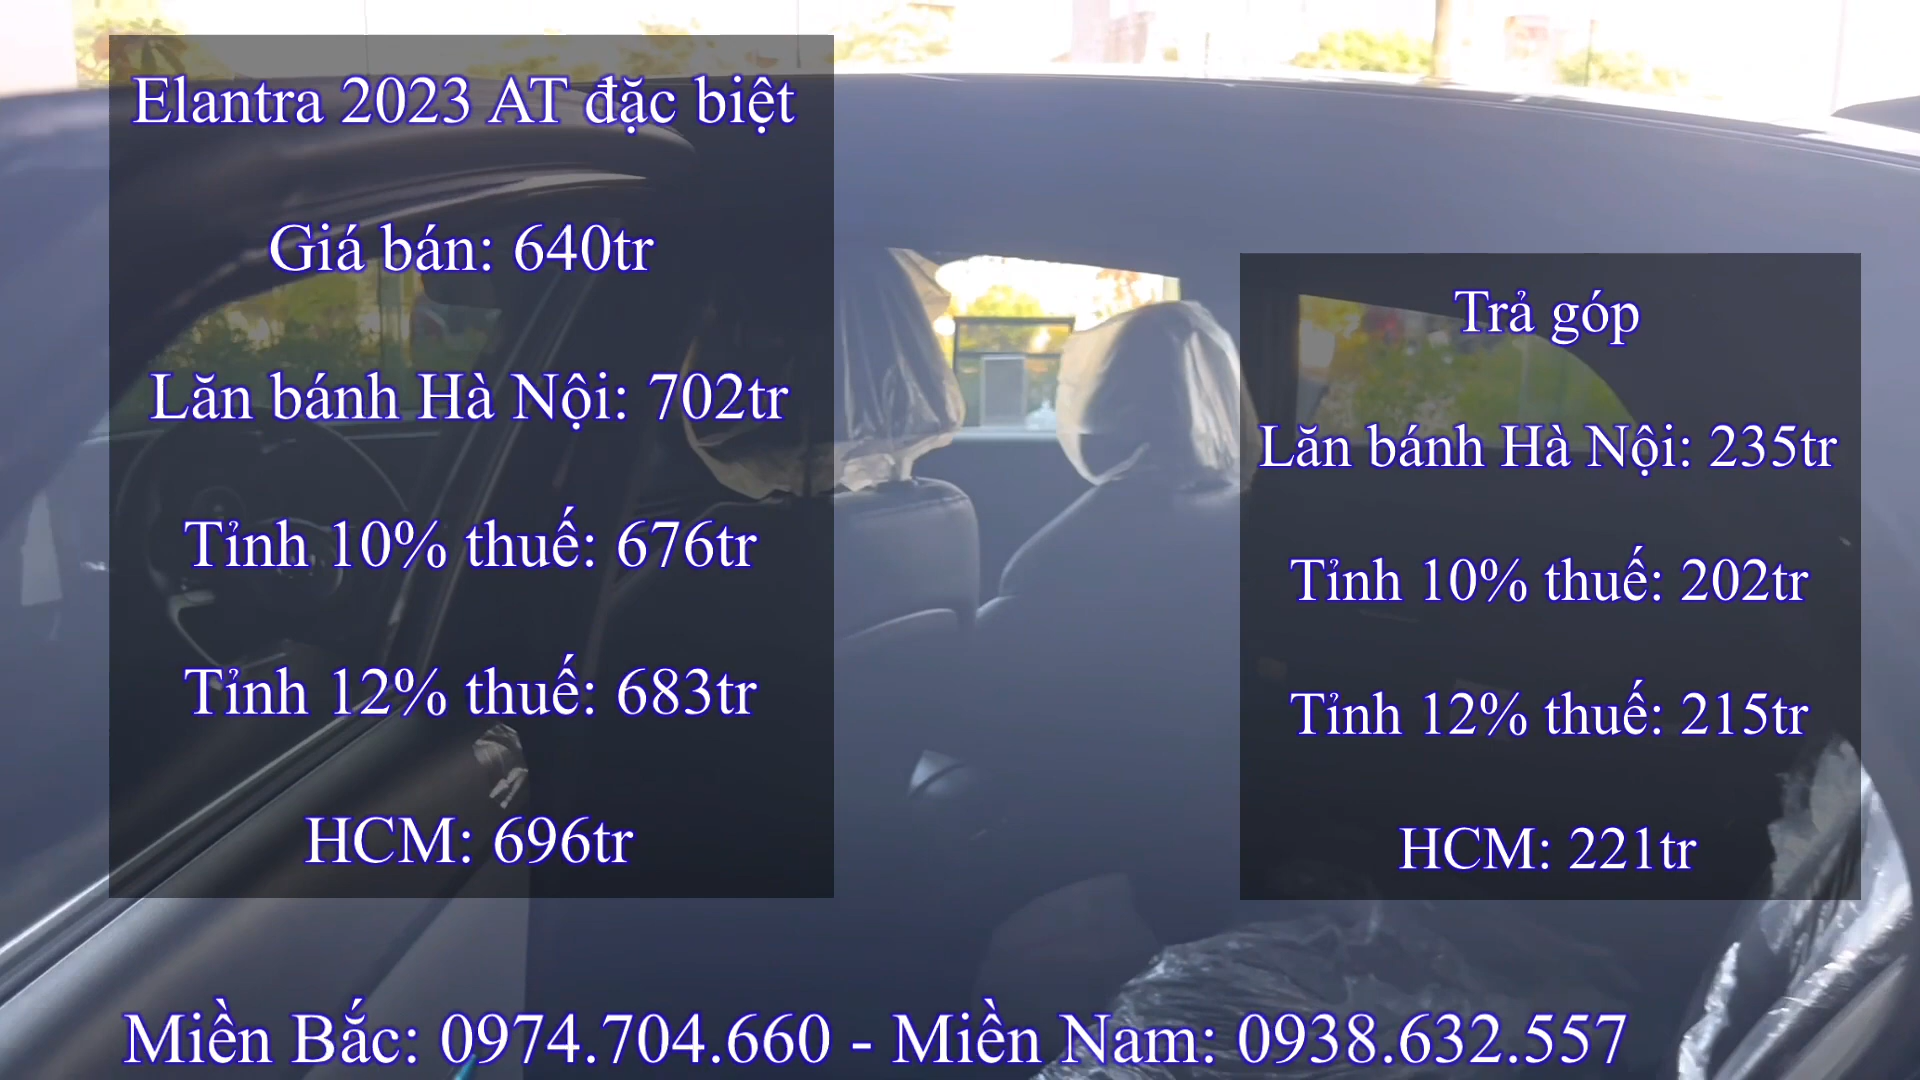 Elantra 2023 AT đặc biệt
Giá bán: 640tr
Lăn bánh Hà Nội: 702tr
Tỉnh 10% thuế: 676tr
Tỉnh 12% thuế: 683tr
HCM: 696tr
Trả góp
Lăn bánh Hà Nội: 235tr
Tỉnh 10% thuế: 202tr
Tỉnh 12% thuế: 215tr
HCM: 221tr
Miền Bắc: 0974.704.660 - Miền Nam: 0938.632.557